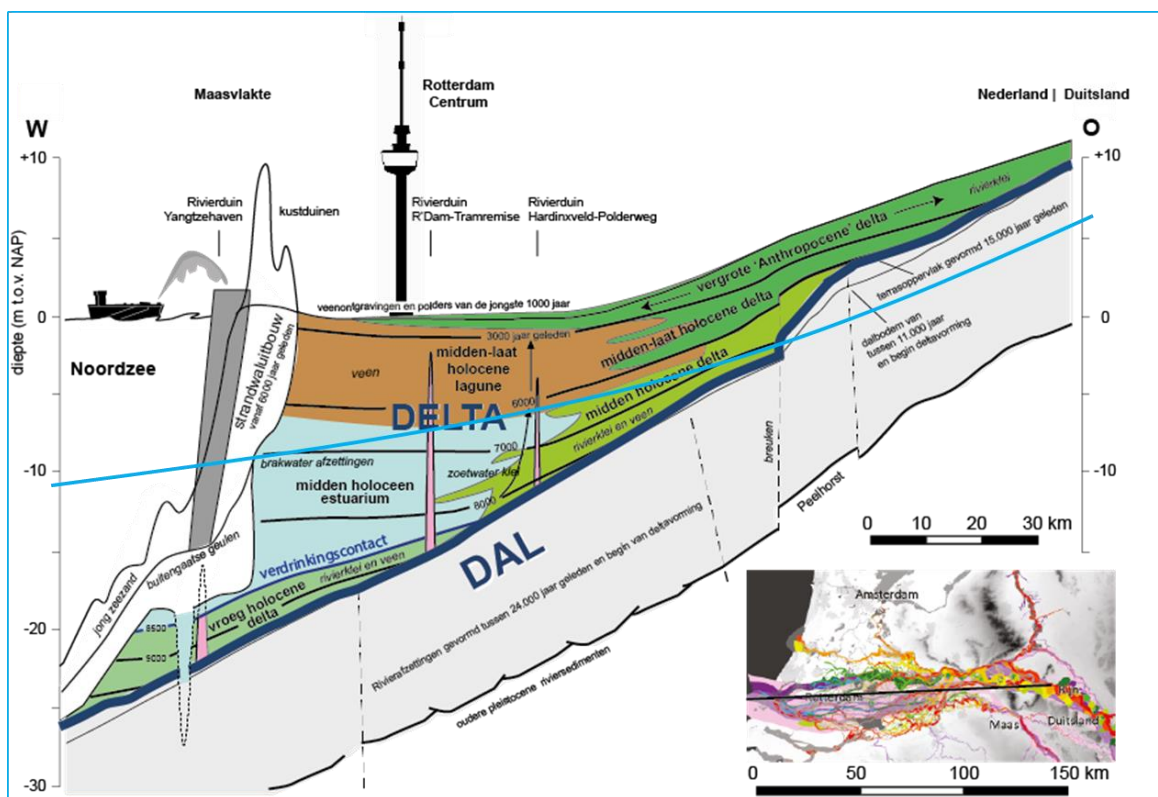 Maasvlakte
Rotterdam
Centrum
Nederland | Duitsland
W
O
+10
0
-10
-20
-30
diepte (m t.o.v. NAP)
+10
0
-10
Rivierduin
Yangtzehaven
kustduinen
Rivierduin
R'Dam-Tramremise
Rivierduin
Hardinxveld-Polderweg
rivierklei
vergrote 'Anthropocene' delta
terrasoppervlak gevormd 15.000 jaar geleden
dalbodem van
tussen 11.000 jaar
en begin deltavorming
veenontgravingen en polders van de jongste 1000 jaar
3000 jaar geleden
Noordzee
strandwaluitbouw
vanaf 6000 jaar geleden
veen
midden-laat
holocene
lagune
midden-laat holocene delta
DELTA
6000
midden holocene delta
rivierklei en veen
7000
brakwater afzettingen
zoetwater klei
midden holoceen
estuarium
8000
breuken
Peelhorst
verdrinkingscontact
rivierklei en veen
DAL
jong zeezand
buitengaatse geulen
vroeg holocene
delta
8500
9000
Rivierafzettingen gevormd tussen 24.000 jaar geleden en begin van deltavorming
oudere pleistocene riviersedimenten
0 10 20 30 km
Amsterdam
Rotterdam
Rijn
Maas
Duitsland
0 50 100 150 km